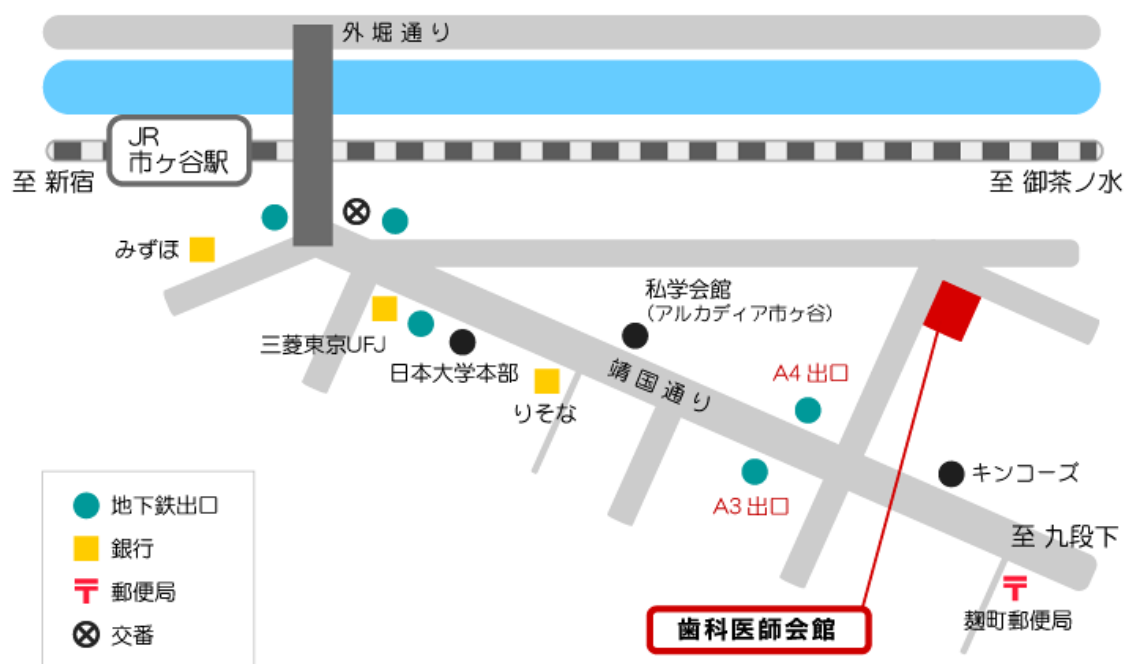 外堀通り
JR
市ヶ谷駅
至 新宿
至 御茶ノ水
みずほ
私学会館
(アルカディア市ヶ谷)
三菱東京UFJ
日本大学本部
りそな
靖国通り
A4 出口
A3 出口
キンコーズ
至 九段下
麹町郵便局
歯科医師会館
地下鉄出口
銀行
郵便局
交番